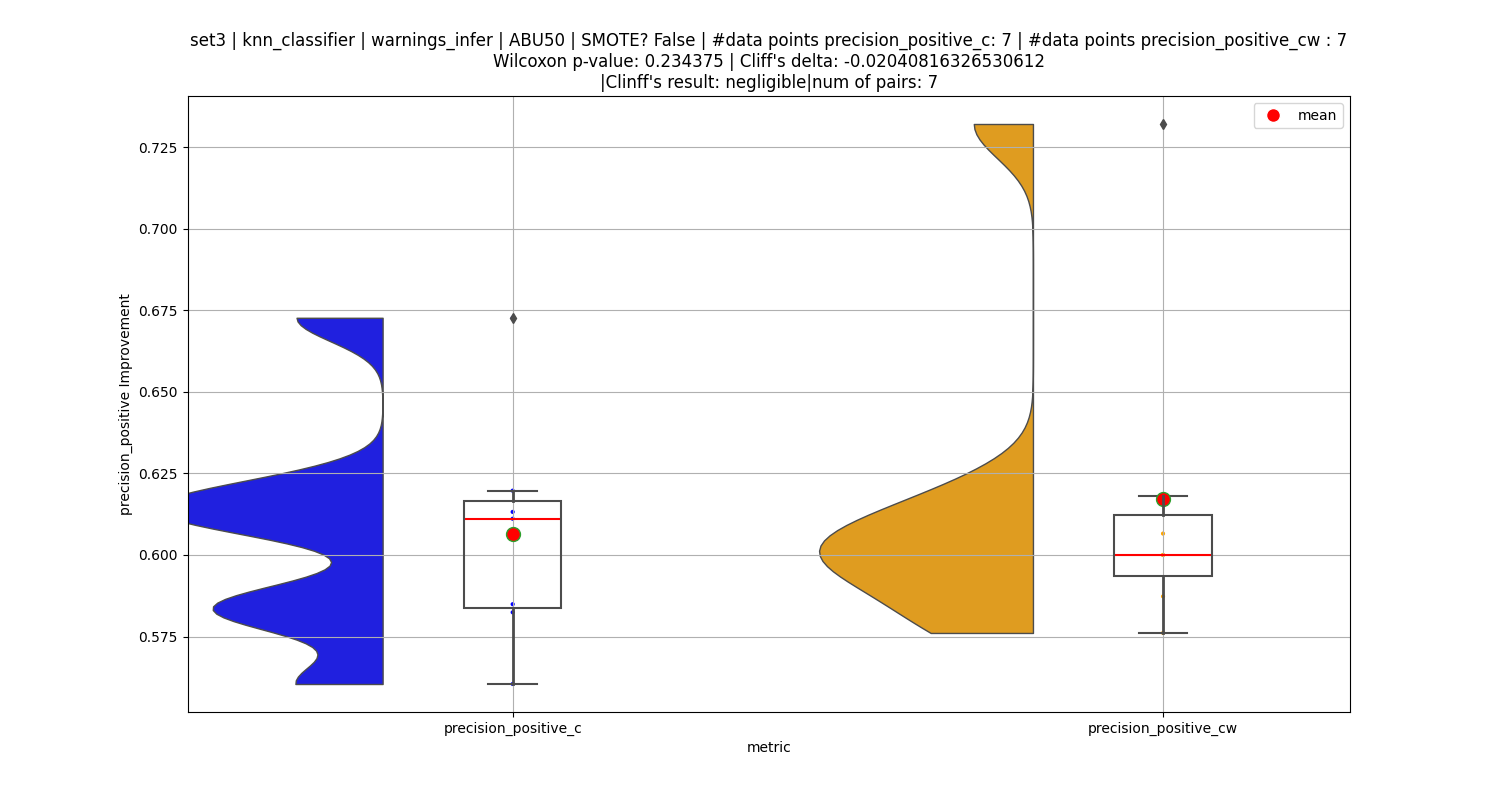 set3 | knn_classifier | warnings_infer | ABU50 | SMOTE? False | #data points precision_positive_c: 7 | #data points precision_positive_cw : 7
Wilcoxon p-value: 0.234375 | Cliff's delta: -0.02040816326530612
|Clinff's result: negligible|num of pairs: 7
mean
0.725
0.700
0.675
0.650
0.625
0.600
0.575
precision_positive Improvement
precision_positive_c
precision_positive_cw
metric